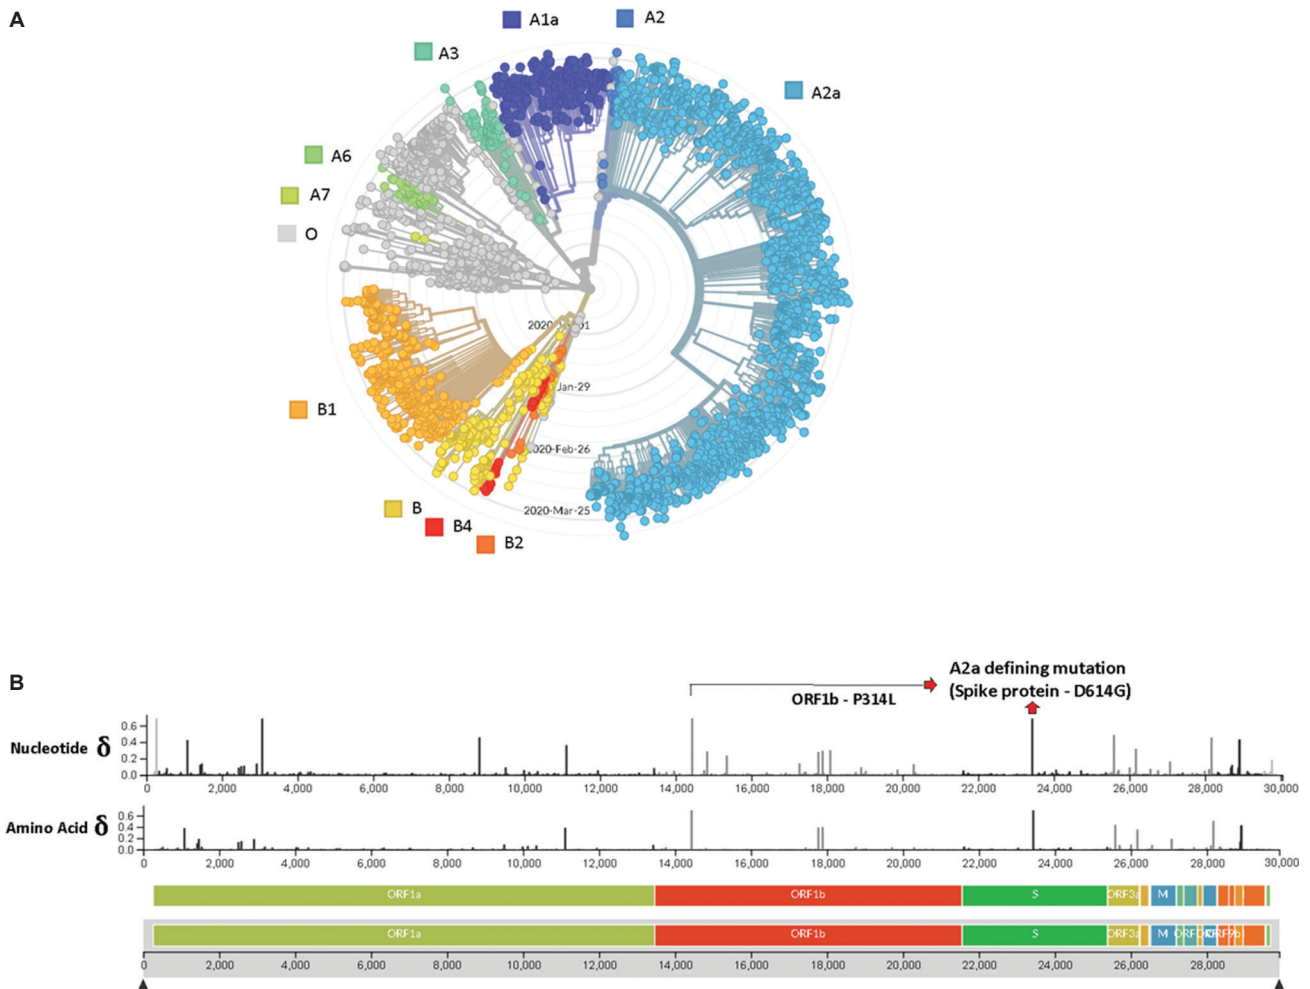 A
A1a
A2
A3
A2a
A6
A7
O
2020-
01
Jan-29
B1
2020-Feb-26
2020-Mar-25
B
B4
B2
B
A2a defining mutation
(Spike protein - D614G)
ORF1b - P314L
Nucleotide δ
0.6
0.4
0.2
0.0
0 2,000 4,000 6,000 8,000 10,000 12,000 14,000 16,000 18,000 20,000 22,000 24,000 26,000 28,000 30,000
Amino Acid δ
0.6
0.4
0.2
0.0
0 2,000 4,000 6,000 8,000 10,000 12,000 14,000 16,000 18,000 20,000 22,000 24,000 26,000 28,000 30,000
ORF1a ORF1b S ORF3a M
ORF1a ORF1b S ORF3a M ORF
0 2,000 4,000 6,000 8,000 10,000 12,000 14,000 16,000 18,000 20,000 22,000 24,000 26,000 28,000